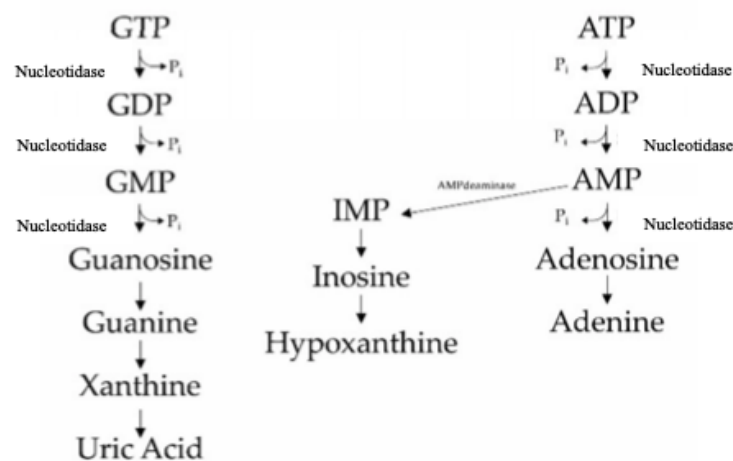 GTP
Nucleotidase
Pi
GDP
Nucleotidase
Pi
GMP
Nucleotidase
Pi
Guanosine
Guanine
Xanthine
Uric Acid
AMPdeaminase
IMP
Inosine
Hypoxanthine
ATP
Pi
Nucleotidase
ADP
Pi
Nucleotidase
AMP
Pi
Nucleotidase
Adenosine
Adenine